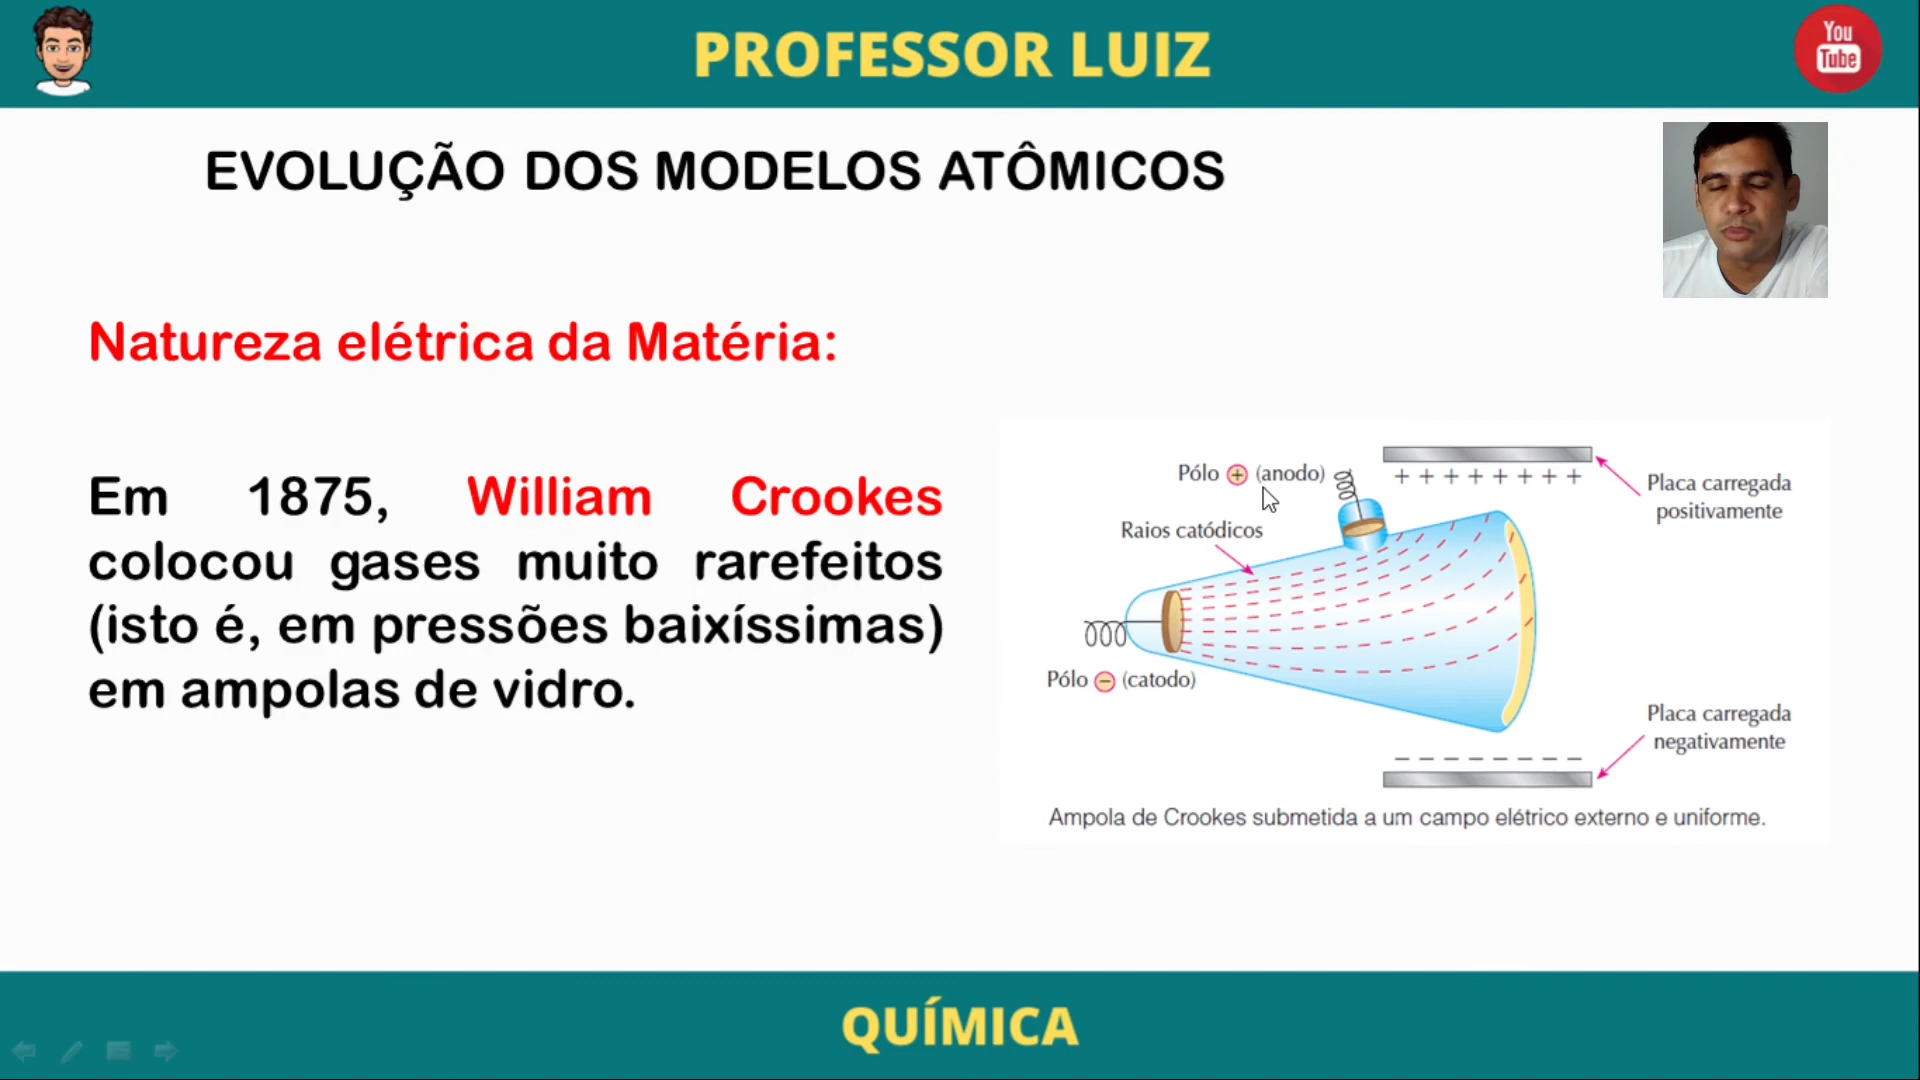 PROFESSOR LUIZ
You
Tube
EVOLUÇÃO DOS MODELOS ATÔMICOS
Natureza elétrica da Matéria:
Em 1875, William Crookes
colocou gases muito rarefeitos
(isto é, em pressões baixíssimas)
em ampolas de vidro.
Pólo + (anodo)
+ + + + + + + +
Placa carregada
positivamente
Raios catódicos
Pólo − (catodo)
Placa carregada
negativamente
− − − − − − − −
Ampola de Crookes submetida a um campo elétrico externo e uniforme.
QUÍMICA